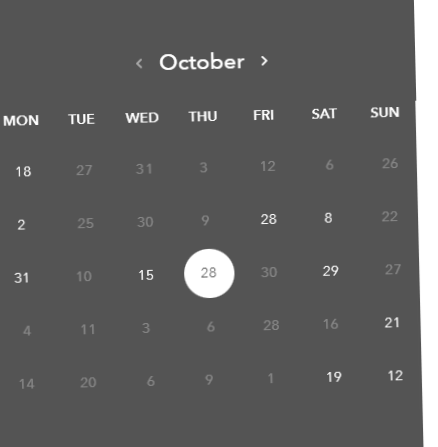 ‹ October ›
MON TUE WED THU FRI SAT SUN
18 27 31 3 12 6 26
2 25 30 9 28 8 22
31 10 15 28 30 29 27
4 11 3 6 28 16 21
14 20 6 9 1 19 12